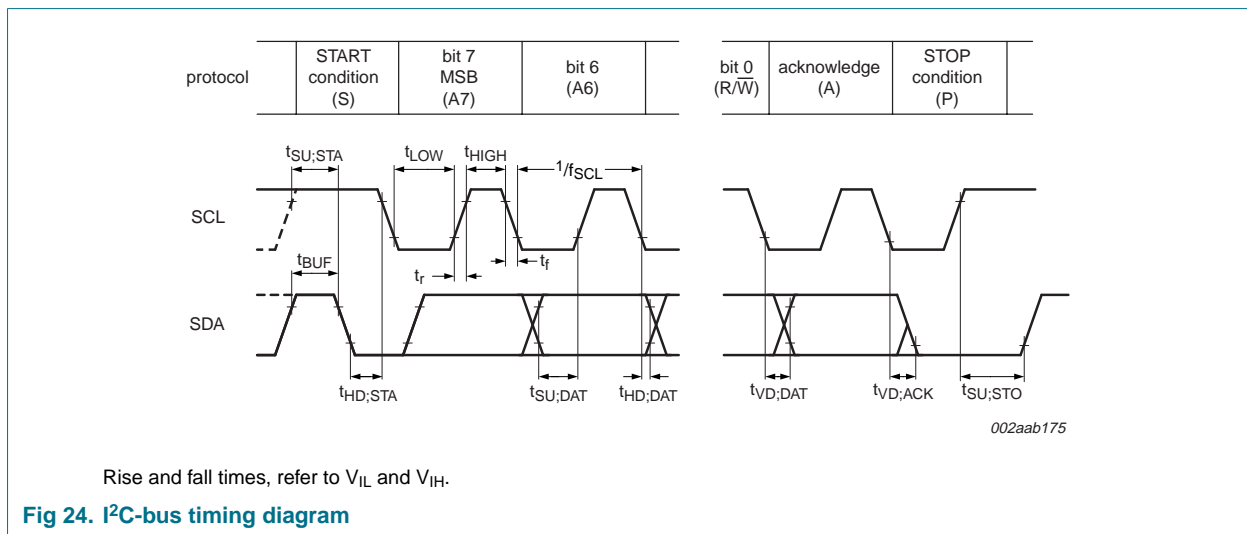 protocol
START
condition
(S)
bit 7
MSB
(A7)
bit 6
(A6)
bit 0
(R/W̅)
acknowledge
(A)
STOP
condition
(P)
tSU;STA
tLOW
tHIGH
1/fSCL
SCL
tBUF
tr
tf
SDA
tHD;STA
tSU;DAT
tHD;DAT
tVD;DAT
tVD;ACK
tSU;STO
002aab175
Rise and fall times, refer to VIL and VIH.
Fig 24. I²C-bus timing diagram